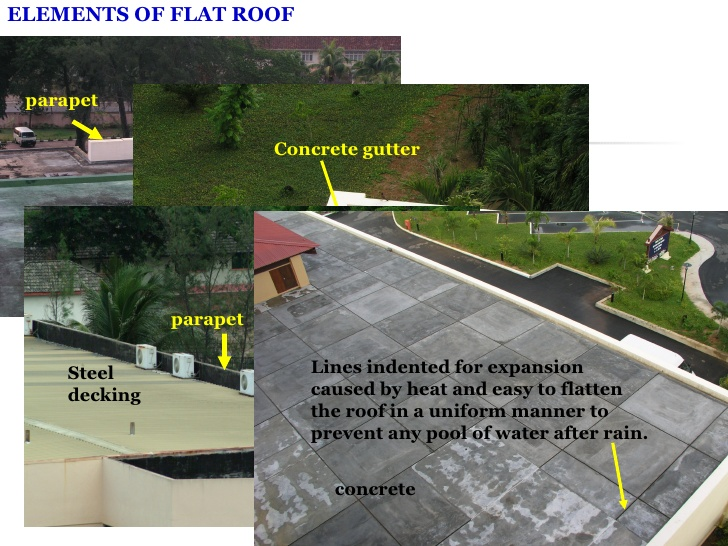 ELEMENTS OF FLAT ROOF
parapet
Concrete gutter
parapet
Steel
decking
Lines indented for expansion
caused by heat and easy to flatten
the roof in a uniform manner to
prevent any pool of water after rain.
concrete